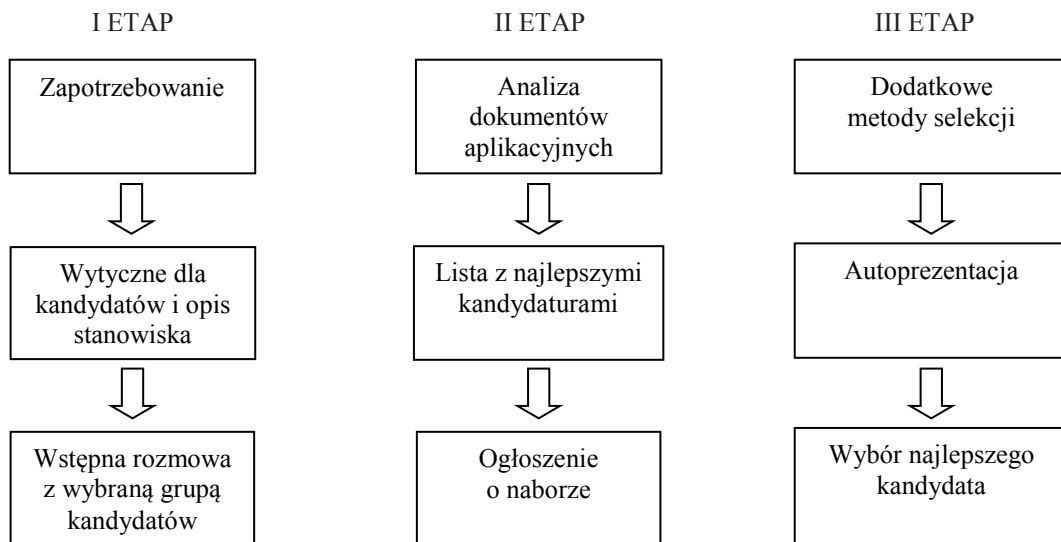 I ETAP
Zapotrzebowanie
Wytyczne dla
kandydatów i opis
stanowiska
Wstępna rozmowa
z wybraną grupą
kandydatów
II ETAP
Analiza
dokumentów
aplikacyjnych
Lista z najlepszymi
kandydaturami
Ogłoszenie
o naborze
III ETAP
Dodatkowe
metody selekcji
Autoprezentacja
Wybór najlepszego
kandydata